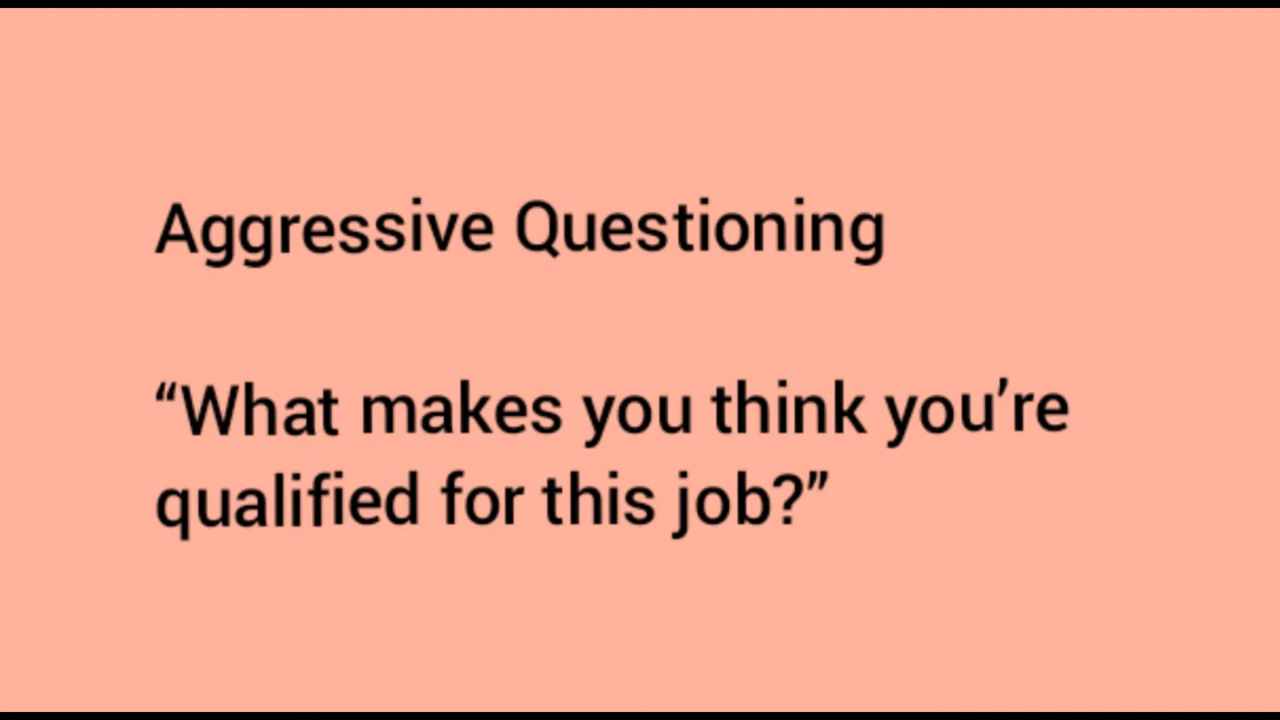 Aggressive Questioning
“What makes you think you’re
qualified for this job?”